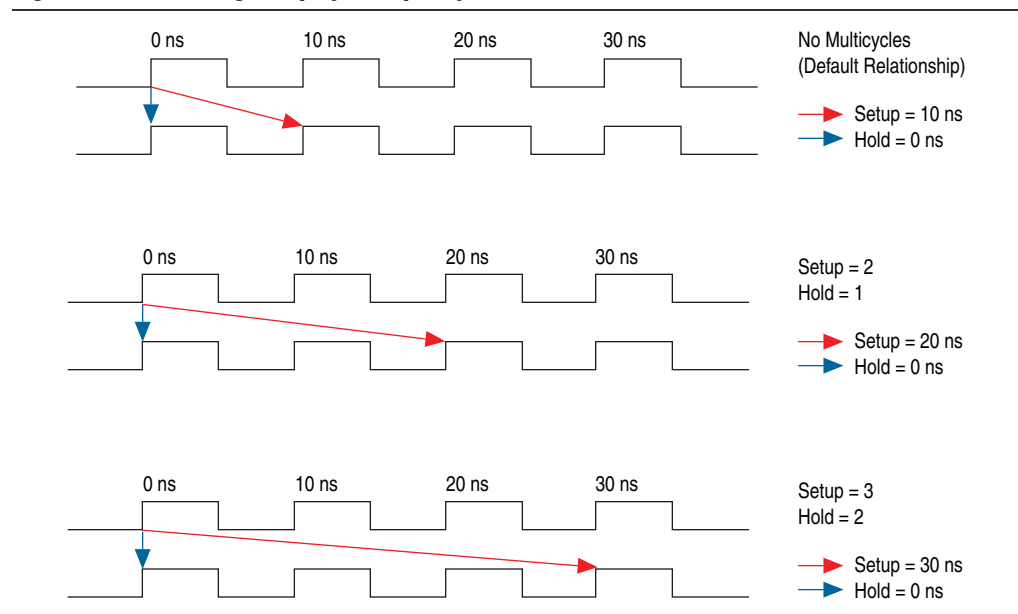 0 ns 10 ns 20 ns 30 ns
No Multicycles
(Default Relationship)
Setup = 10 ns
Hold = 0 ns
0 ns 10 ns 20 ns 30 ns
Setup = 2
Hold = 1
Setup = 20 ns
Hold = 0 ns
0 ns 10 ns 20 ns 30 ns
Setup = 3
Hold = 2
Setup = 30 ns
Hold = 0 ns